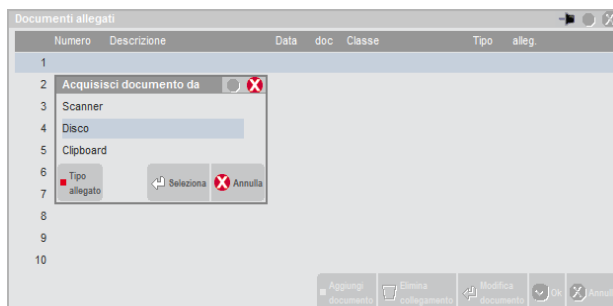 Documenti allegati
Numero Descrizione Data doc Classe Tipo alleg.
1
2 Acquisisci documento da
3 Scanner
4 Disco
5 Clipboard
6 Tipo
7 allegato Seleziona Annulla
8
9
10
Aggiungi documento Elimina collegamento Modifica documento Ok Annulla